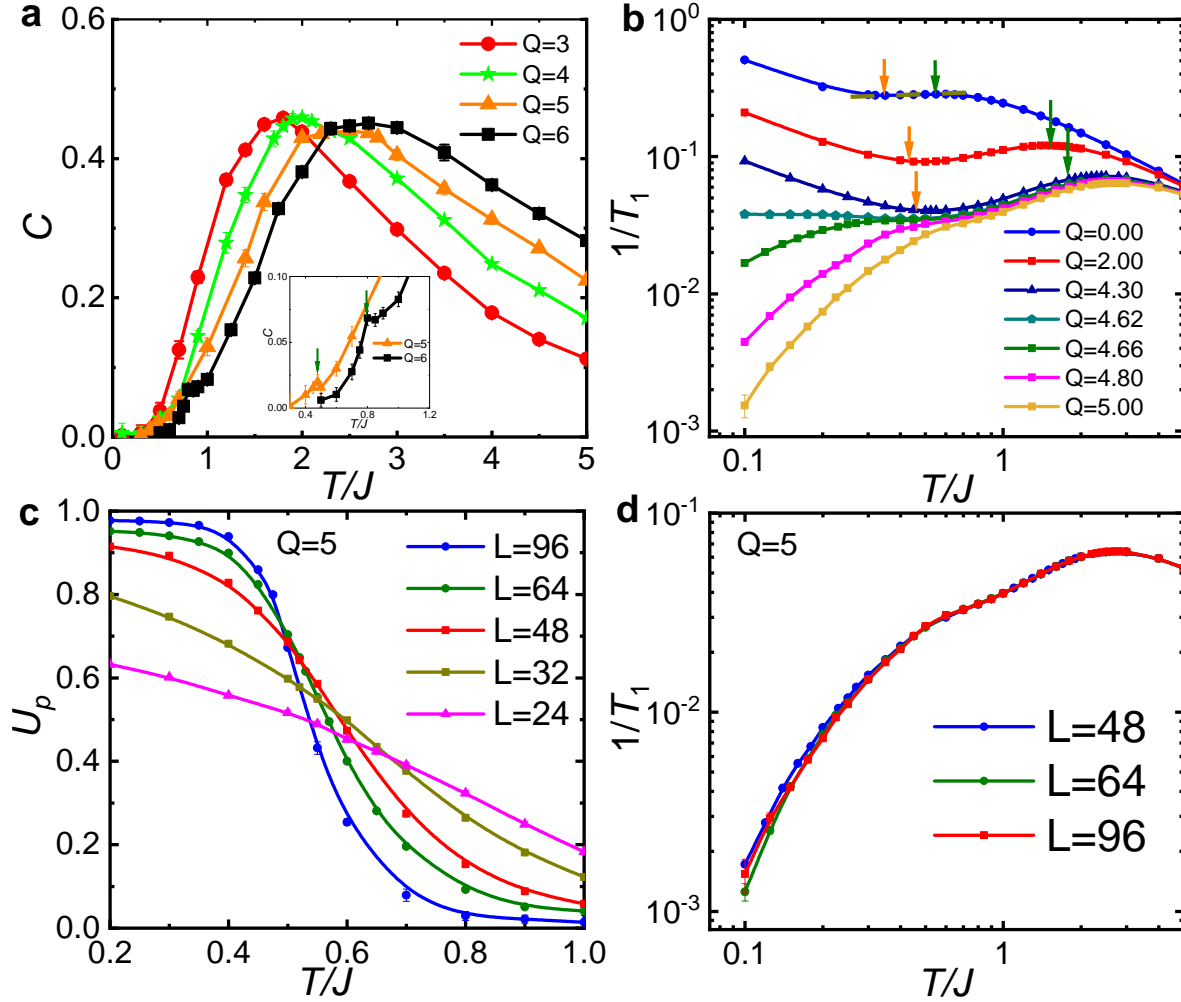 a
0.6
0.4
0.2
0.0
C
Q=3
Q=4
Q=5
Q=6
0.10
0.05
0.00
C
Q=5
Q=6
0.4
0.8
1.2
T/J
0
1
2
3
4
5
T/J
b
10⁰
10⁻¹
10⁻²
10⁻³
1/T₁
Q=0.00
Q=2.00
Q=4.30
Q=4.62
Q=4.66
Q=4.80
Q=5.00
0.1
1
T/J
c
1.0
0.8
0.6
0.4
0.2
0.0
Uₚ
Q=5
L=96
L=64
L=48
L=32
L=24
0.2
0.4
0.6
0.8
1.0
T/J
d
10⁻¹
10⁻²
10⁻³
1/T₁
Q=5
L=48
L=64
L=96
0.1
1
T/J